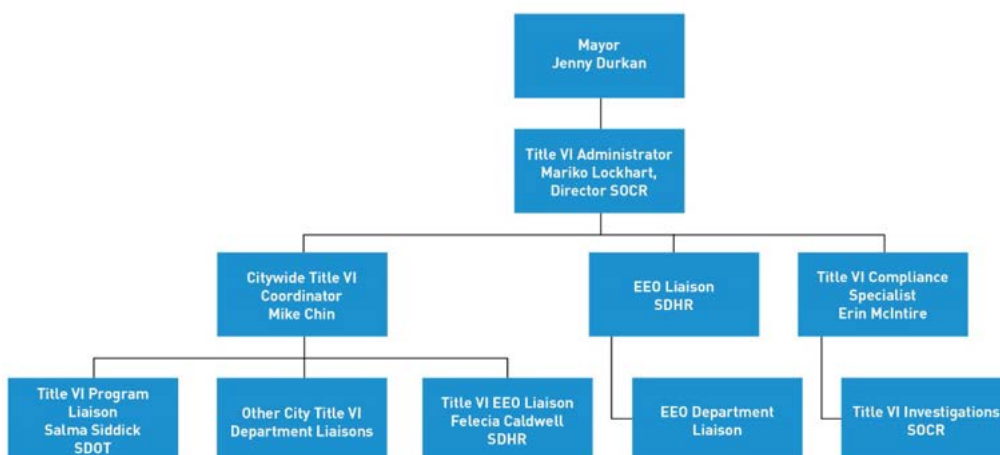 Mayor
Jenny Durkan
Title VI Administrator
Mariko Lockhart,
Director SOCR
Citywide Title VI
Coordinator
Mike Chin
EEO Liaison
SDHR
Title VI Compliance
Specialist
Erin McIntire
Title VI Program
Liaison
Salma Siddick
SDOT
Other City Title VI
Department Liaisons
Title VI EEO Liaison
Felecia Caldwell
SDHR
EEO Department
Liaison
Title VI Investigations
SOCR